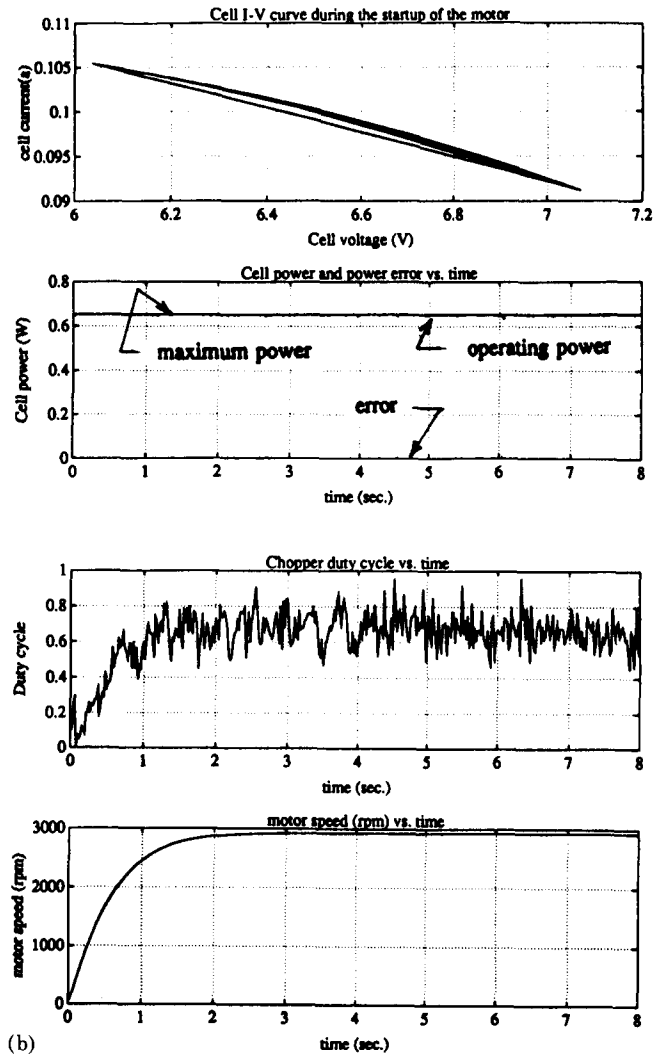 Cell I-V curve during the startup of the motor
0.11
0.105
0.1
0.095
0.09
cell current(a)
6 6.2 6.4 6.6 6.8 7 7.2
Cell voltage (V)
Cell power and power error vs. time
0.8
0.6
0.4
0.2
0
Cell power (W)
maximum power
operating power
error
0 1 2 3 4 5 6 7 8
time (sec.)
Chopper duty cycle vs. time
1
0.8
0.6
0.4
0.2
0
Duty cycle
0 1 2 3 4 5 6 7 8
time (sec.)
motor speed (rpm) vs. time
3000
2000
1000
0
motor speed (rpm)
0 1 2 3 4 5 6 7 8
time (sec.)
(b)